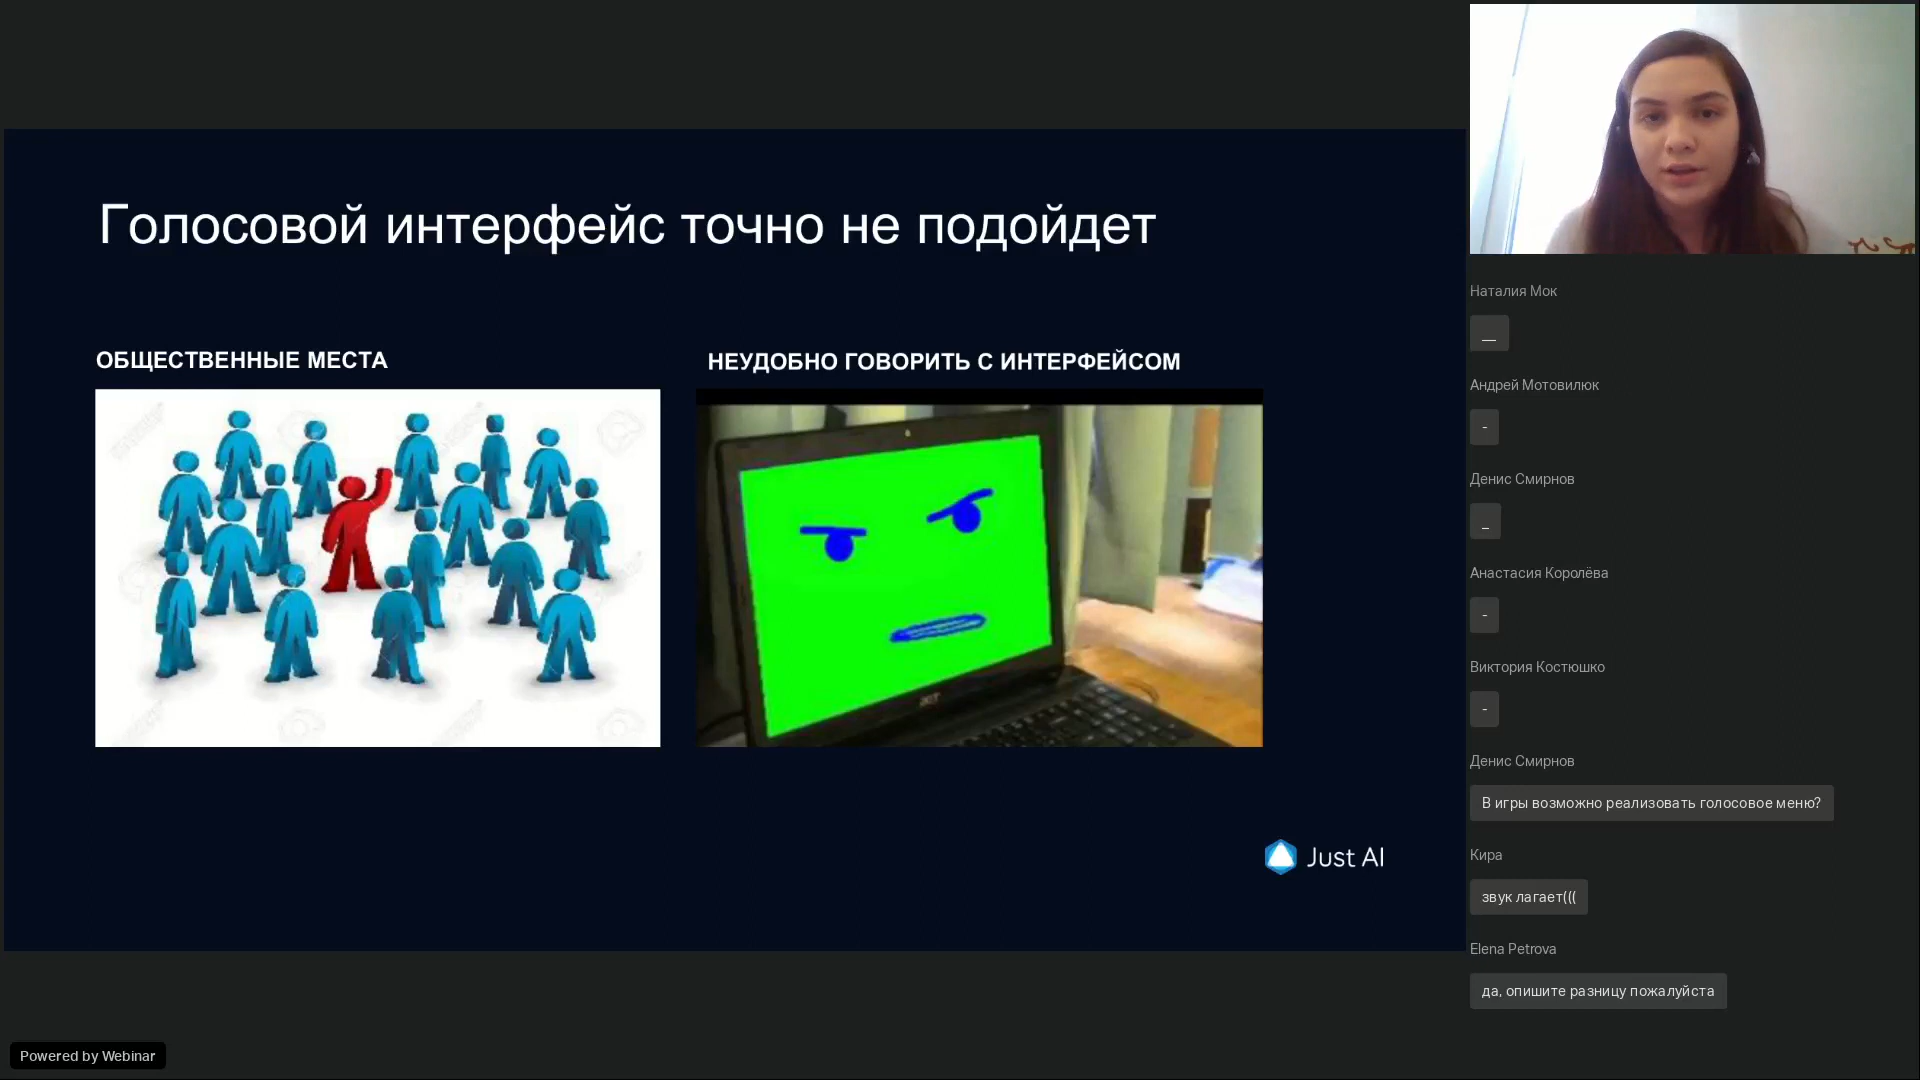 Голосовой интерфейс точно не подойдет
ОБЩЕСТВЕННЫЕ МЕСТА
НЕУДОБНО ГОВОРИТЬ С ИНТЕРФЕЙСОМ
acer
Just AI
Powered by Webinar
Наталия Мок
__
Андрей Мотовилюк
-
Денис Смирнов
_
Анастасия Королёва
-
Виктория Костюшко
-
Денис Смирнов
В игры возможно реализовать голосовое меню?
Кира
звук лагает(((
Elena Petrova
да, опишите разницу пожалуйста